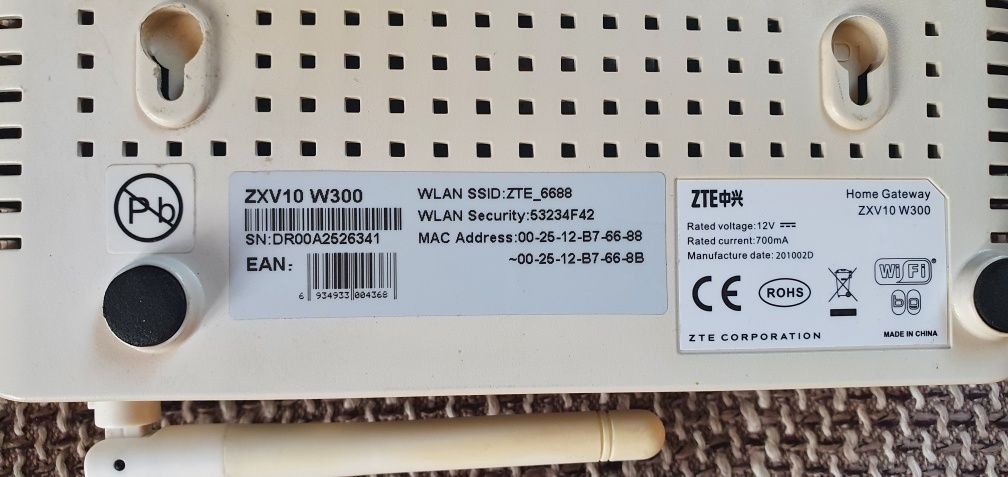 Pb
ZXV10 W300
SN:DR00A2526341
EAN:
6 934933 004368
WLAN SSID:ZTE_6688
WLAN Security:53234F42
MAC Address:00-25-12-B7-66-88
~00-25-12-B7-66-8B
ZTE中兴
Home Gateway
ZXV10 W300
Rated voltage:12V
Rated current:700mA
Manufacture date:201002D
CE
ROHS
Wi Fi®
b g
ZTE CORPORATION
MADE IN CHINA